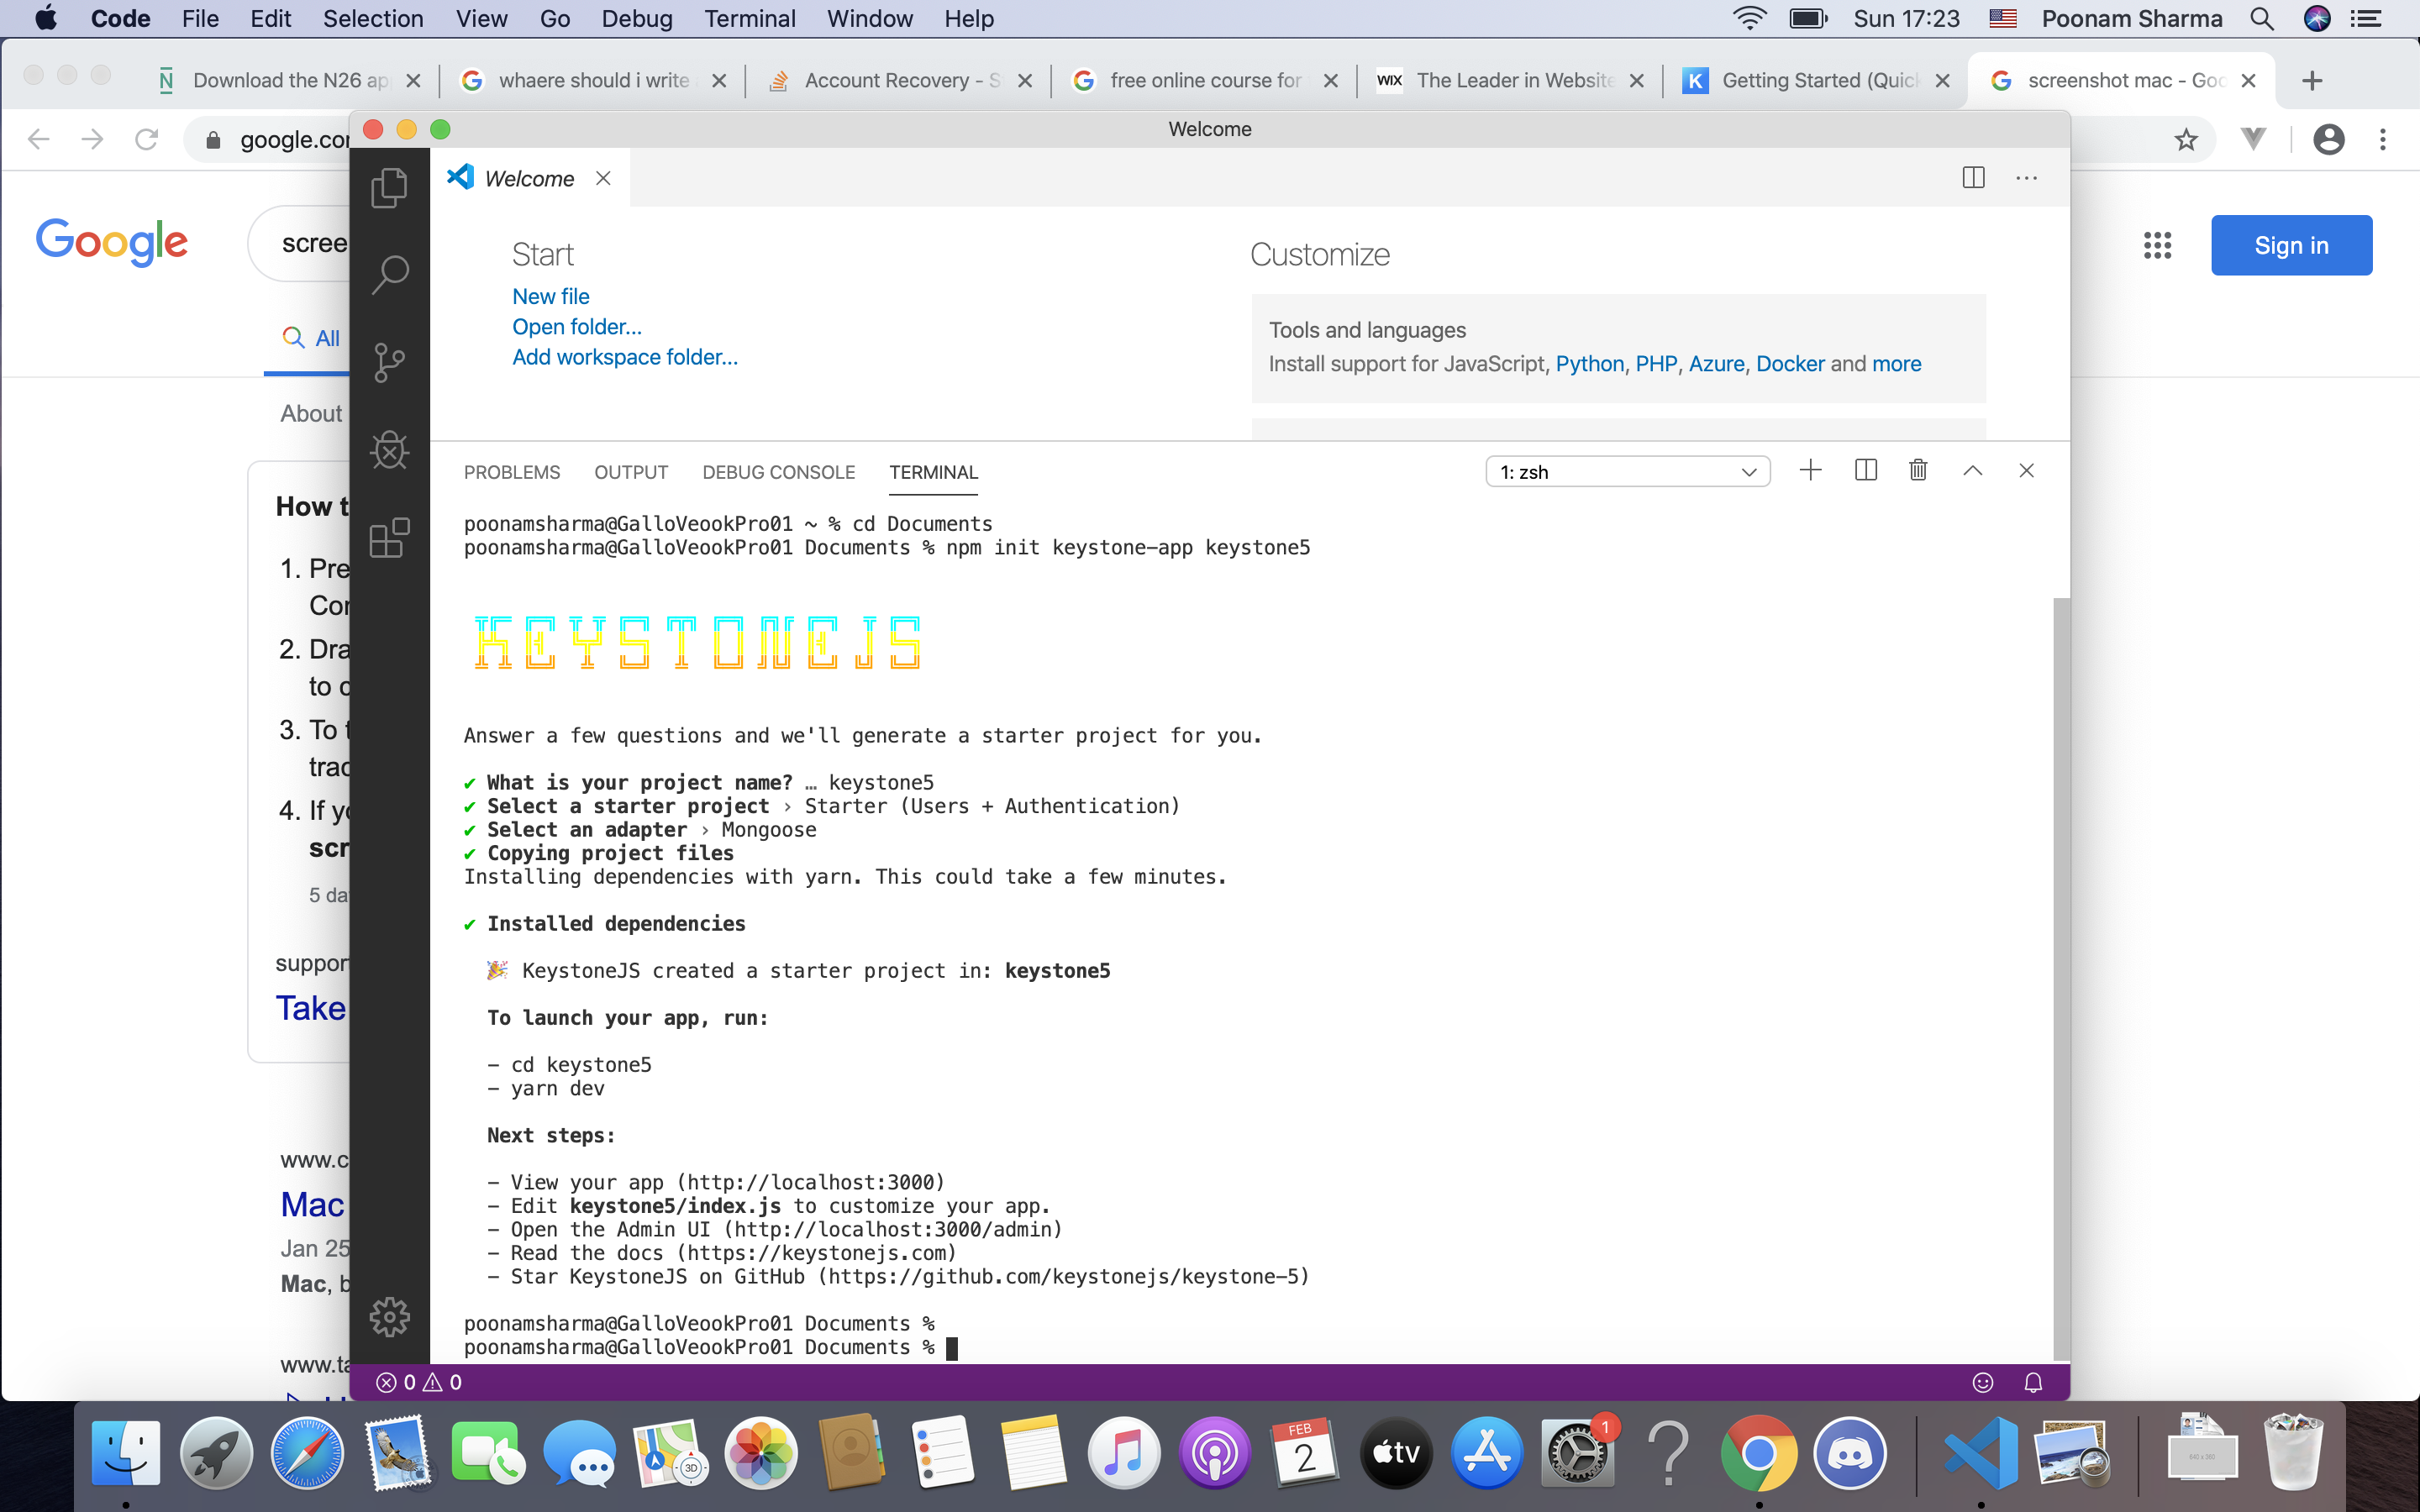 Code File Edit Selection View Go Debug Terminal Window Help Sun 17:23 Poonam Sharma
Download the N26 ap whaere should i write Account Recovery - S free online course for WIX The Leader in Website Getting Started (Quick screenshot mac - Goo
google.co
Welcome
Welcome
Google
scree
Sign in
All
About
How t
1. Pre
Cor
2. Dra
to c
3. To t
trac
4. If yo
scr
5 da
support
Take
www.c
Mac
Jan 25
Mac, b
www.ta
Start
New file
Open folder...
Add workspace folder...
Customize
Tools and languages
Install support for JavaScript, Python, PHP, Azure, Docker and more
PROBLEMS OUTPUT DEBUG CONSOLE TERMINAL 1: zsh
poonamsharma@GalloVeookPro01 ~ % cd Documents
poonamsharma@GalloVeookPro01 Documents % npm init keystone-app keystone5
KEYSTONEJS
Answer a few questions and we'll generate a starter project for you.
✔ What is your project name? … keystone5
✔ Select a starter project › Starter (Users + Authentication)
✔ Select an adapter › Mongoose
✔ Copying project files
Installing dependencies with yarn. This could take a few minutes.
✔ Installed dependencies
🎉 KeystoneJS created a starter project in: keystone5
To launch your app, run:
- cd keystone5
- yarn dev
Next steps:
- View your app (http://localhost:3000)
- Edit keystone5/index.js to customize your app.
- Open the Admin UI (http://localhost:3000/admin)
- Read the docs (https://keystonejs.com)
- Star KeystoneJS on GitHub (https://github.com/keystonejs/keystone-5)
poonamsharma@GalloVeookPro01 Documents %
poonamsharma@GalloVeookPro01 Documents %
0 0
3D
FEB
2
tv
1